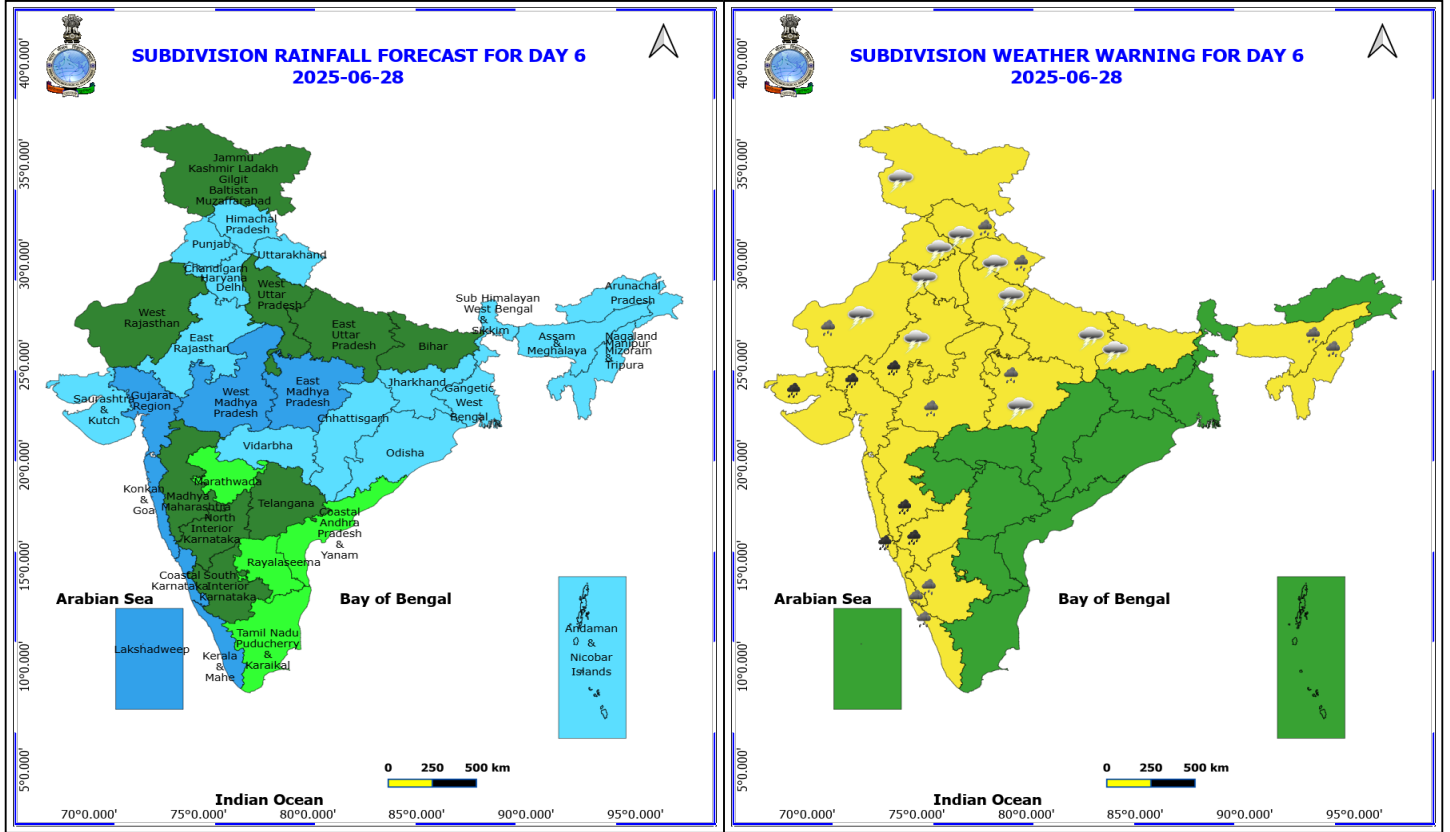 SUBDIVISION RAINFALL FORECAST FOR DAY 6
2025-06-28
40°0.000'
35°0.000'
30°0.000'
25°0.000'
20°0.000'
15°0.000'
10°0.000'
5°0.000'
Jammu
Kashmir Ladakh
Gilgit
Baltistan
Muzaffarabad
Himachal
Pradesh
Punjab
Uttarakhand
Chandigarh
Haryana
Delhi
West
Uttar
Pradesh
West
Rajasthan
East
Rajasthan
East
Uttar
Pradesh
Bihar
Sub Himalayan
West Bengal
&
Sikkim
Arunachal
Pradesh
Assam
&
Meghalaya
Nagaland
Manipur
Mizoram
&
Tripura
Saurashtra
&
Kutch
Gujarat
Region
West
Madhya
Pradesh
East
Madhya
Pradesh
Jharkhand
Gangetic
West
Bengal
Chhattisgarh
Vidarbha
Odisha
Konkan
&
Goa
Madhya
Maharashtra
Marathwada
Telangana
North
Interior
Karnataka
Coastal
Andhra
Pradesh
&
Yanam
Rayalaseema
Coastal
Karnataka
South
Interior
Karnataka
Tamil Nadu
Puducherry
&
Karaikal
Kerala
&
Mahe
Lakshadweep
Andaman
&
Nicobar
Islands
Arabian Sea
Bay of Bengal
Indian Ocean
0 250 500 km
70°0.000' 75°0.000' 80°0.000' 85°0.000' 90°0.000' 95°0.000'
SUBDIVISION WEATHER WARNING FOR DAY 6
2025-06-28
40°0.000'
35°0.000'
30°0.000'
25°0.000'
20°0.000'
15°0.000'
10°0.000'
5°0.000'
Arabian Sea
Bay of Bengal
Indian Ocean
0 250 500 km
70°0.000' 75°0.000' 80°0.000' 85°0.000' 90°0.000' 95°0.000'